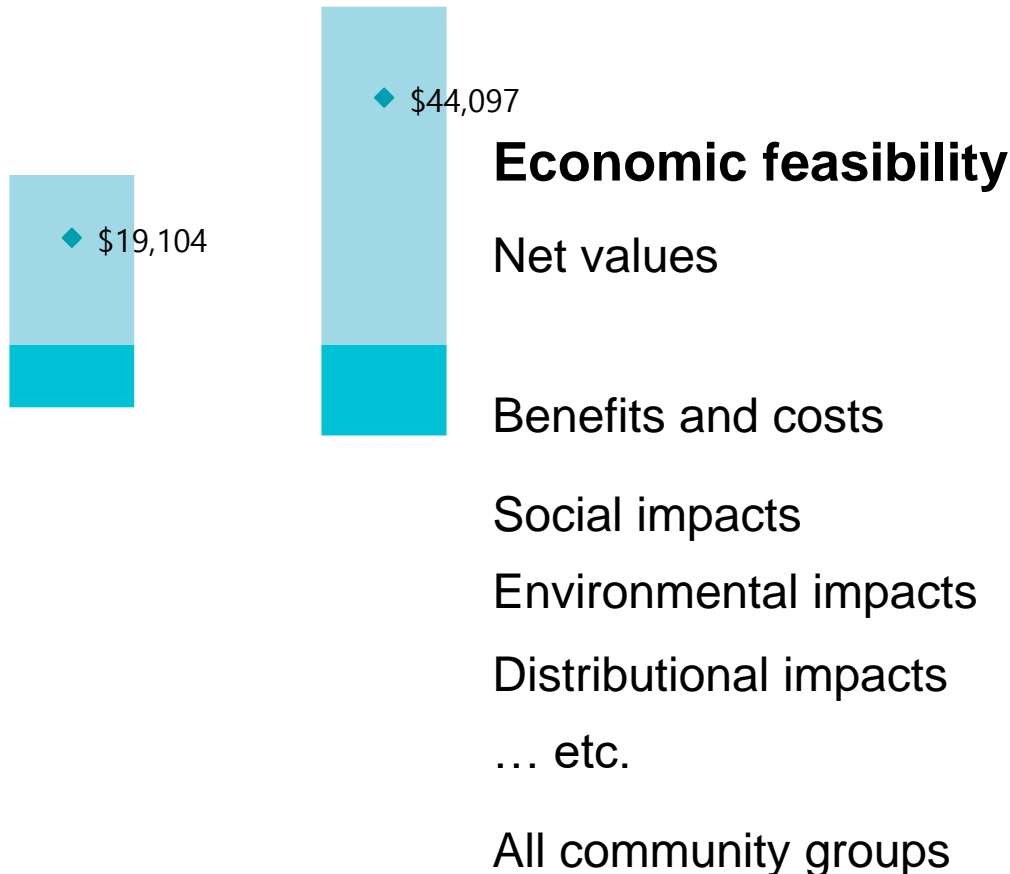 $44,097
Economic feasibility
$19,104
Net values
Benefits and costs
Social impacts
Environmental impacts
Distributional impacts
… etc.
All community groups